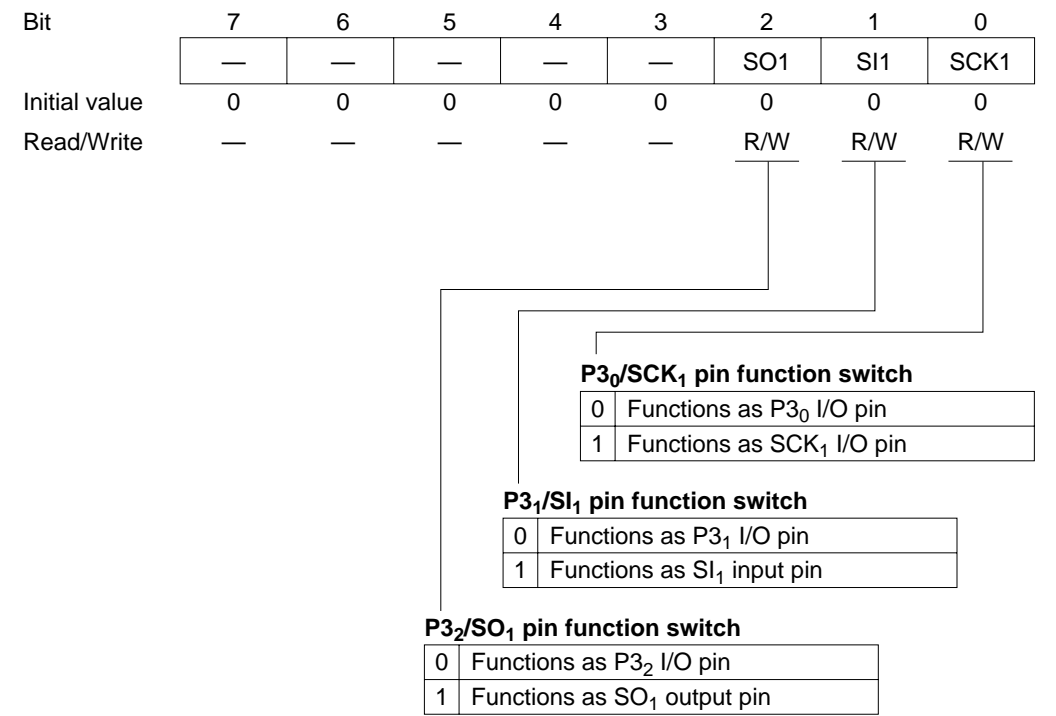 Bit 7 6 5 4 3 2 1 0
— — — — — SO1 SI1 SCK1
Initial value 0 0 0 0 0 0 0 0
Read/Write — — — — — R/W R/W R/W
P3₀/SCK₁ pin function switch
0 Functions as P3₀ I/O pin
1 Functions as SCK₁ I/O pin
P3₁/SI₁ pin function switch
0 Functions as P3₁ I/O pin
1 Functions as SI₁ input pin
P3₂/SO₁ pin function switch
0 Functions as P3₂ I/O pin
1 Functions as SO₁ output pin